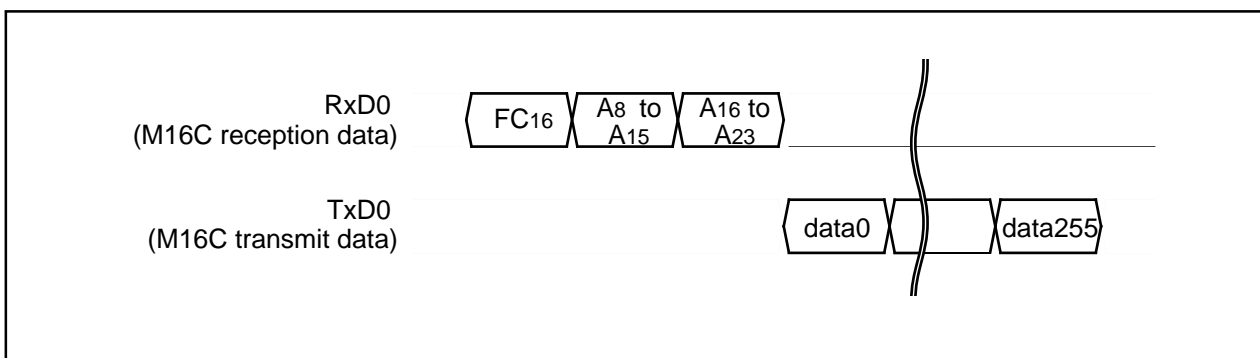 RxD0
(M16C reception data)
FC16
A8 to
A15
A16 to
A23
TxD0
(M16C transmit data)
data0
data255